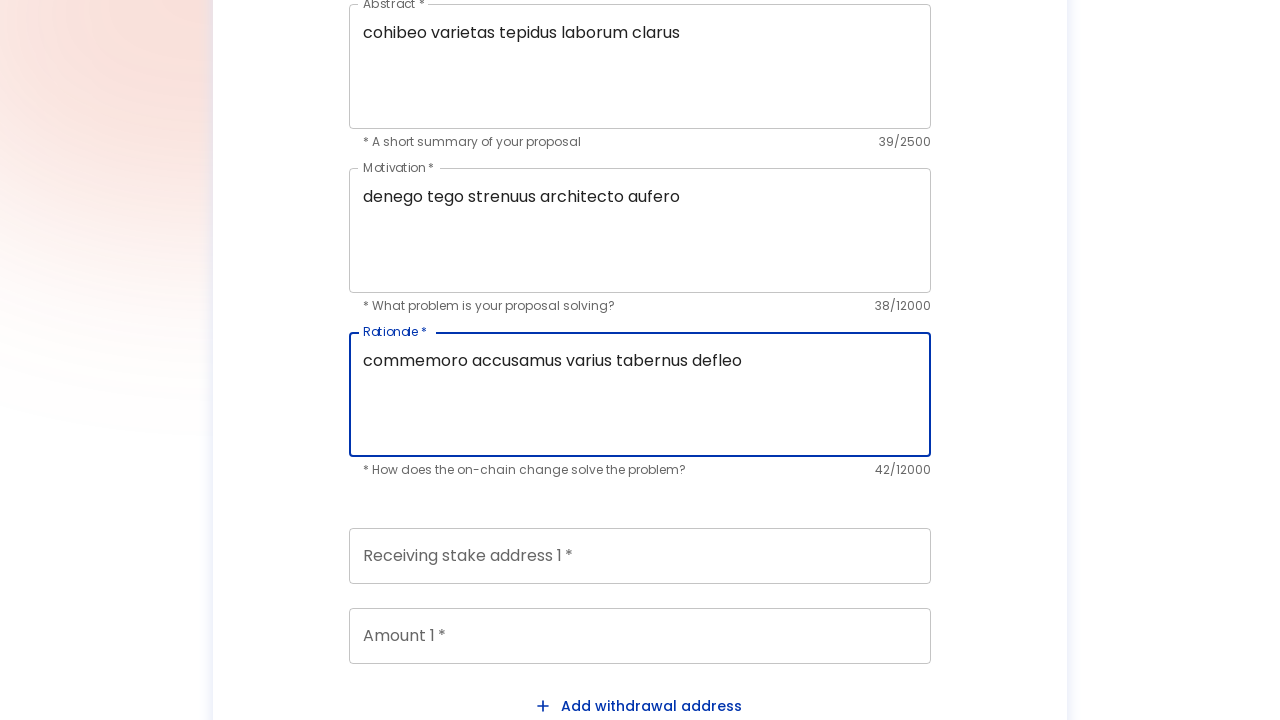 Abstract *
cohibeo varietas tepidus laborum clarus
* A short summary of your proposal 39/2500
Motivation *
denego tego strenuus architecto aufero
* What problem is your proposal solving? 38/12000
Rationale *
commemoro accusamus varius tabernus defleo
* How does the on-chain change solve the problem? 42/12000
Receiving stake address 1 *
Amount 1 *
+ Add withdrawal address